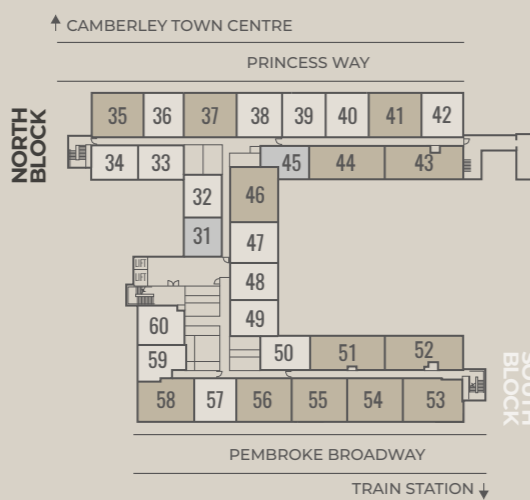 CAMBERLEY TOWN CENTRE
PRINCESS WAY
NORTH
BLOCK
35 36 37 38 39 40 41 42
34 33 45 44 43
32 46
31 47
LIFT
LIFT
48
60 49
59 50 51 52
58 57 56 55 54 53
SOUTH
BLOCK
PEMBROKE BROADWAY
TRAIN STATION